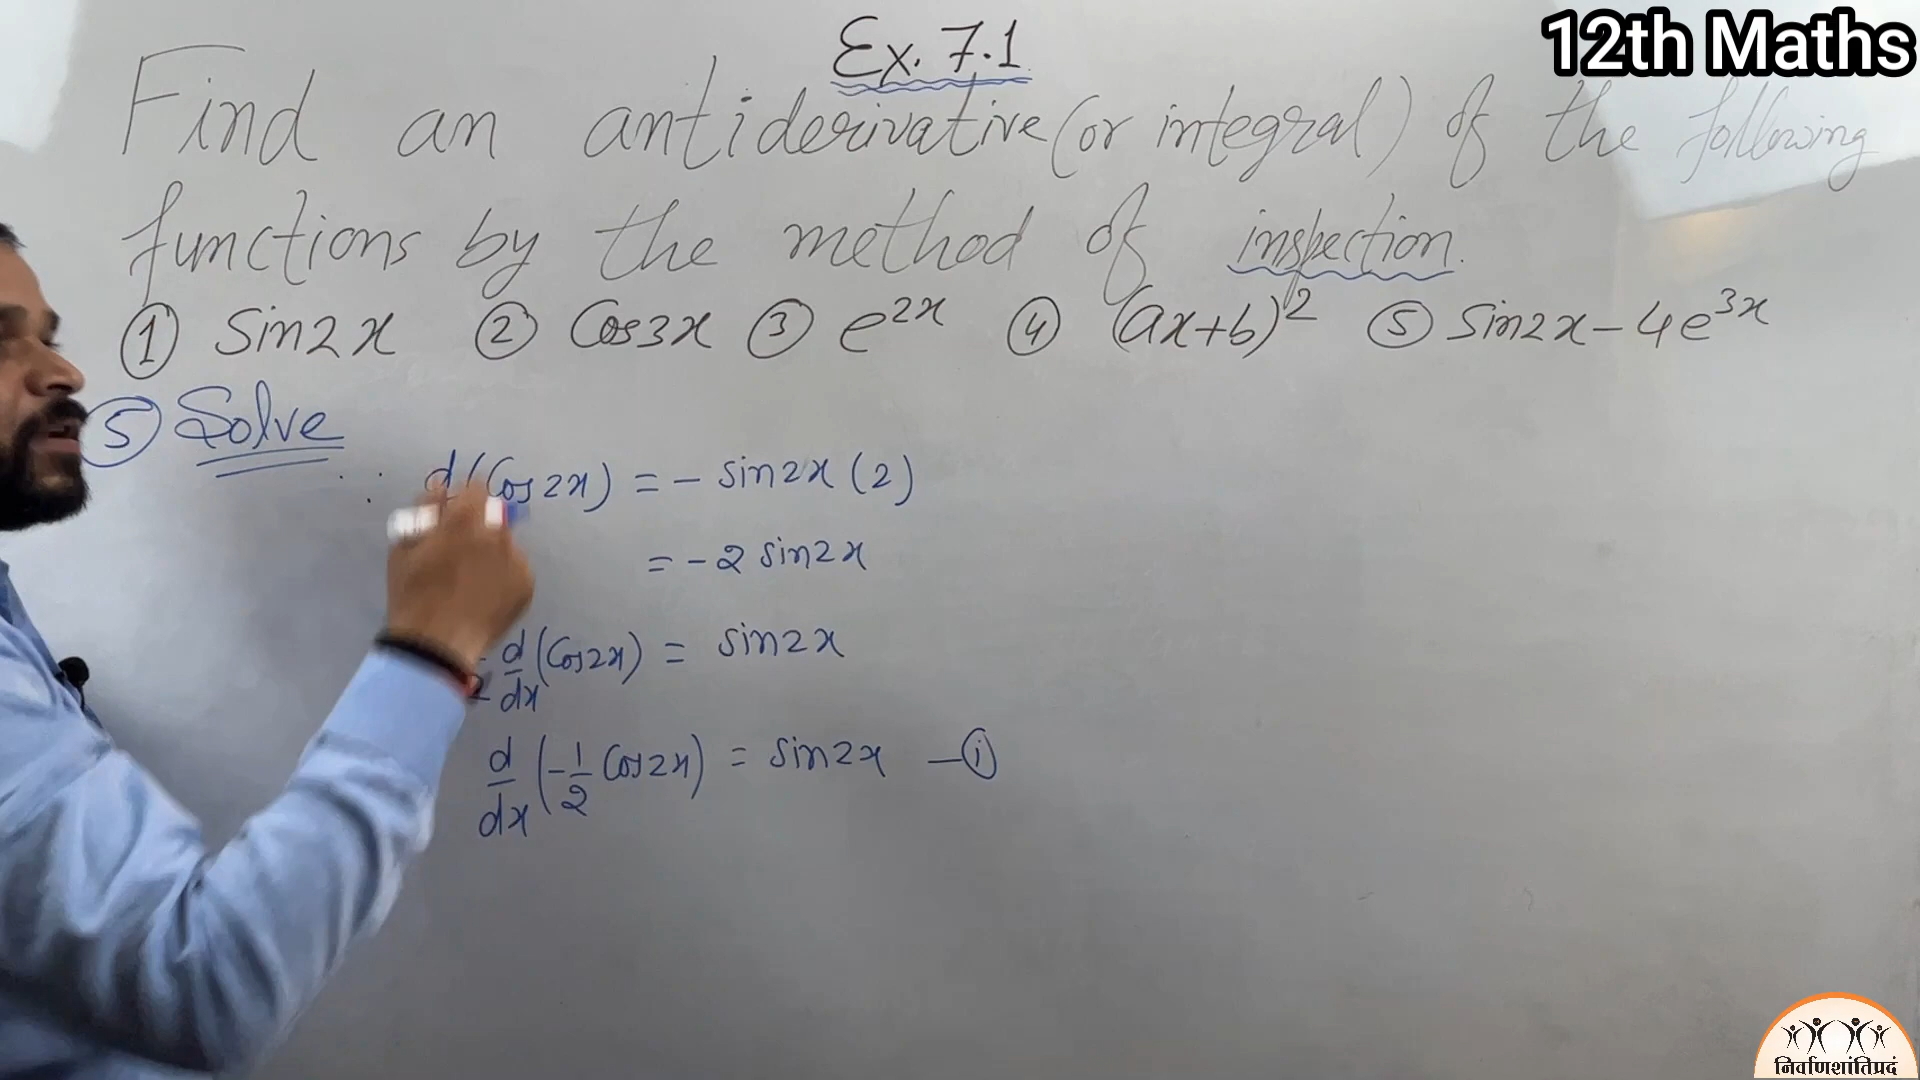 12th Maths
Ex. 7.1
Find an antiderivative (or integral) of the following
functions by the method of inspection.
① Sin2x ② Cos3x ③ e^{2x} ④ (ax+b)^2 ⑤ Sin2x - 4e^{3x}
⑤ Solve
∵ d (Cos2x) = - sin2x (2)
= -2 sin2x
2 d/dx (Cos2x) = sin2x
d/dx (-1/2 Cos2x) = sin2x —ⓘ
निर्वाणशांतिप्रदं